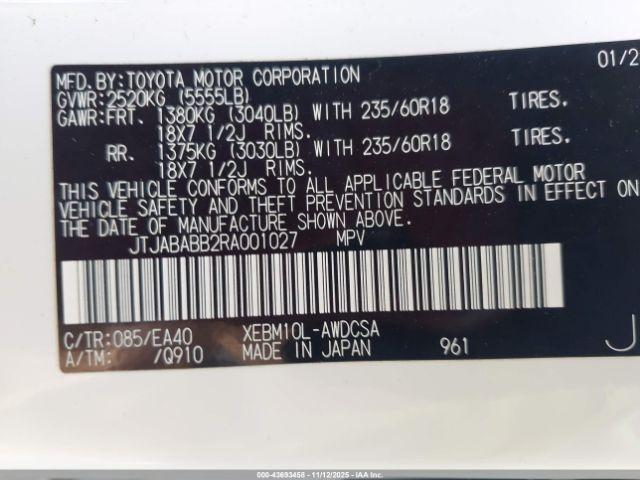 MFD.BY:TOYOTA MOTOR CORPORATION 01/2
GVWR:2520KG (5555LB)
GAWR:FRT. 1380KG (3040LB) WITH 235/60R18 TIRES.
18X7 1/2J RIMS.
RR. 1375KG (3030LB) WITH 235/60R18 TIRES.
18X7 1/2J RIMS.
THIS VEHICLE CONFORMS TO ALL APPLICABLE FEDERAL MOTOR
VEHICLE SAFETY AND THEFT PREVENTION STANDARDS IN EFFECT ON
THE DATE OF MANUFACTURE SHOWN ABOVE.
JTJABABB2RA001027 MPV
C/TR:085/EA40 XEBM10L-AWDCSA
A/TM: /Q910 MADE IN JAPAN 961 J
000-43693458 - 11/12/2025 - IAA Inc.